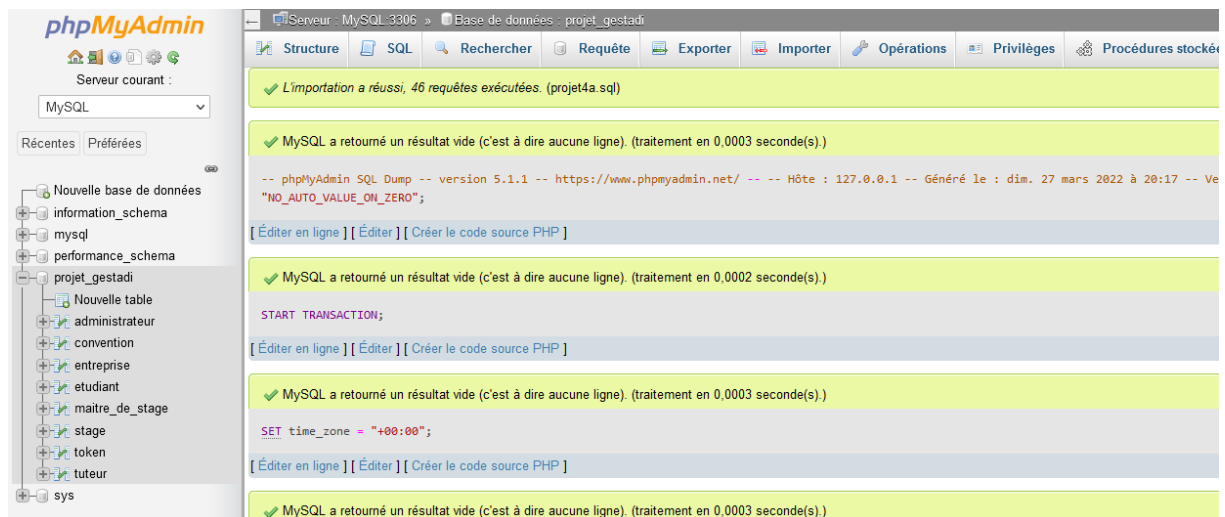 phpMyAdmin
Serveur courant :
MySQL
Récentes Préférées
Nouvelle base de données
information_schema
mysql
performance_schema
projet_gestadi
Nouvelle table
administrateur
convention
entreprise
etudiant
maitre_de_stage
stage
token
tuteur
sys
Serveur : MySQL:3306 » Base de données : projet_gestadi
Structure SQL Rechercher Requête Exporter Importer Opérations Privilèges Procédures stockée
L'importation a réussi, 46 requêtes exécutées. (projet4a.sql)
MySQL a retourné un résultat vide (c'est à dire aucune ligne). (traitement en 0,0003 seconde(s).)
-- phpMyAdmin SQL Dump -- version 5.1.1 -- https://www.phpmyadmin.net/ -- -- Hôte : 127.0.0.1 -- Généré le : dim. 27 mars 2022 à 20:17 -- Ve
"NO_AUTO_VALUE_ON_ZERO";
[ Éditer en ligne ] [ Éditer ] [ Créer le code source PHP ]
MySQL a retourné un résultat vide (c'est à dire aucune ligne). (traitement en 0,0002 seconde(s).)
START TRANSACTION;
[ Éditer en ligne ] [ Éditer ] [ Créer le code source PHP ]
MySQL a retourné un résultat vide (c'est à dire aucune ligne). (traitement en 0,0003 seconde(s).)
SET time_zone = "+00:00";
[ Éditer en ligne ] [ Éditer ] [ Créer le code source PHP ]
MySQL a retourné un résultat vide (c'est à dire aucune ligne). (traitement en 0,0003 seconde(s).)